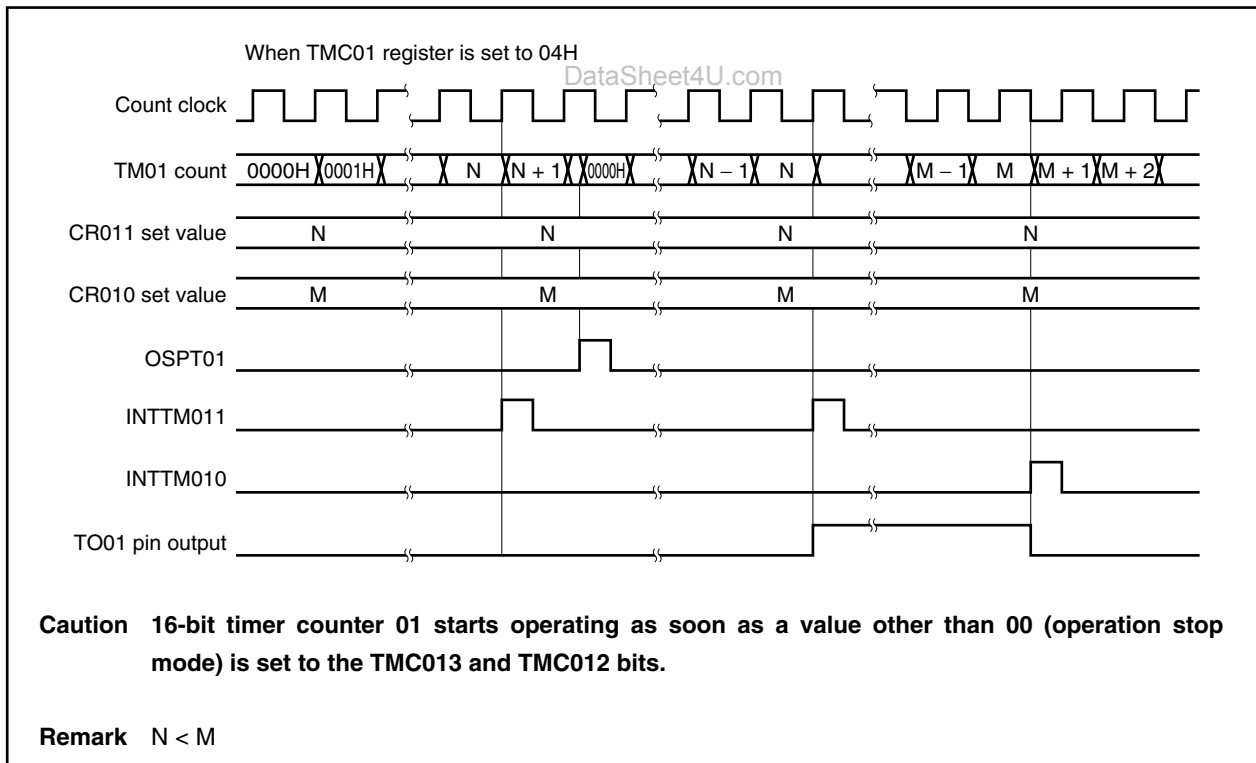 When TMC01 register is set to 04H
DataSheet4U.com
Count clock
TM01 count 0000H 0001H N N + 1 0000H N – 1 N M – 1 M M + 1 M + 2
CR011 set value N N N N
CR010 set value M M M M
OSPT01
INTTM011
INTTM010
TO01 pin output
Caution 16-bit timer counter 01 starts operating as soon as a value other than 00 (operation stop
mode) is set to the TMC013 and TMC012 bits.
Remark N < M